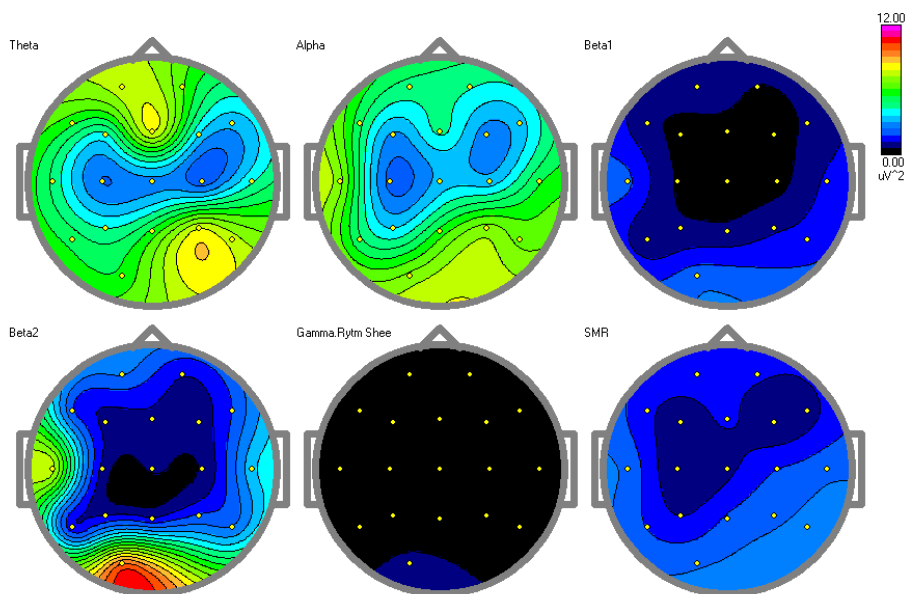 Theta
Alpha
Beta1
12.00
0.00
uV^2
Beta2
Gamma.Rytm Shee
SMR